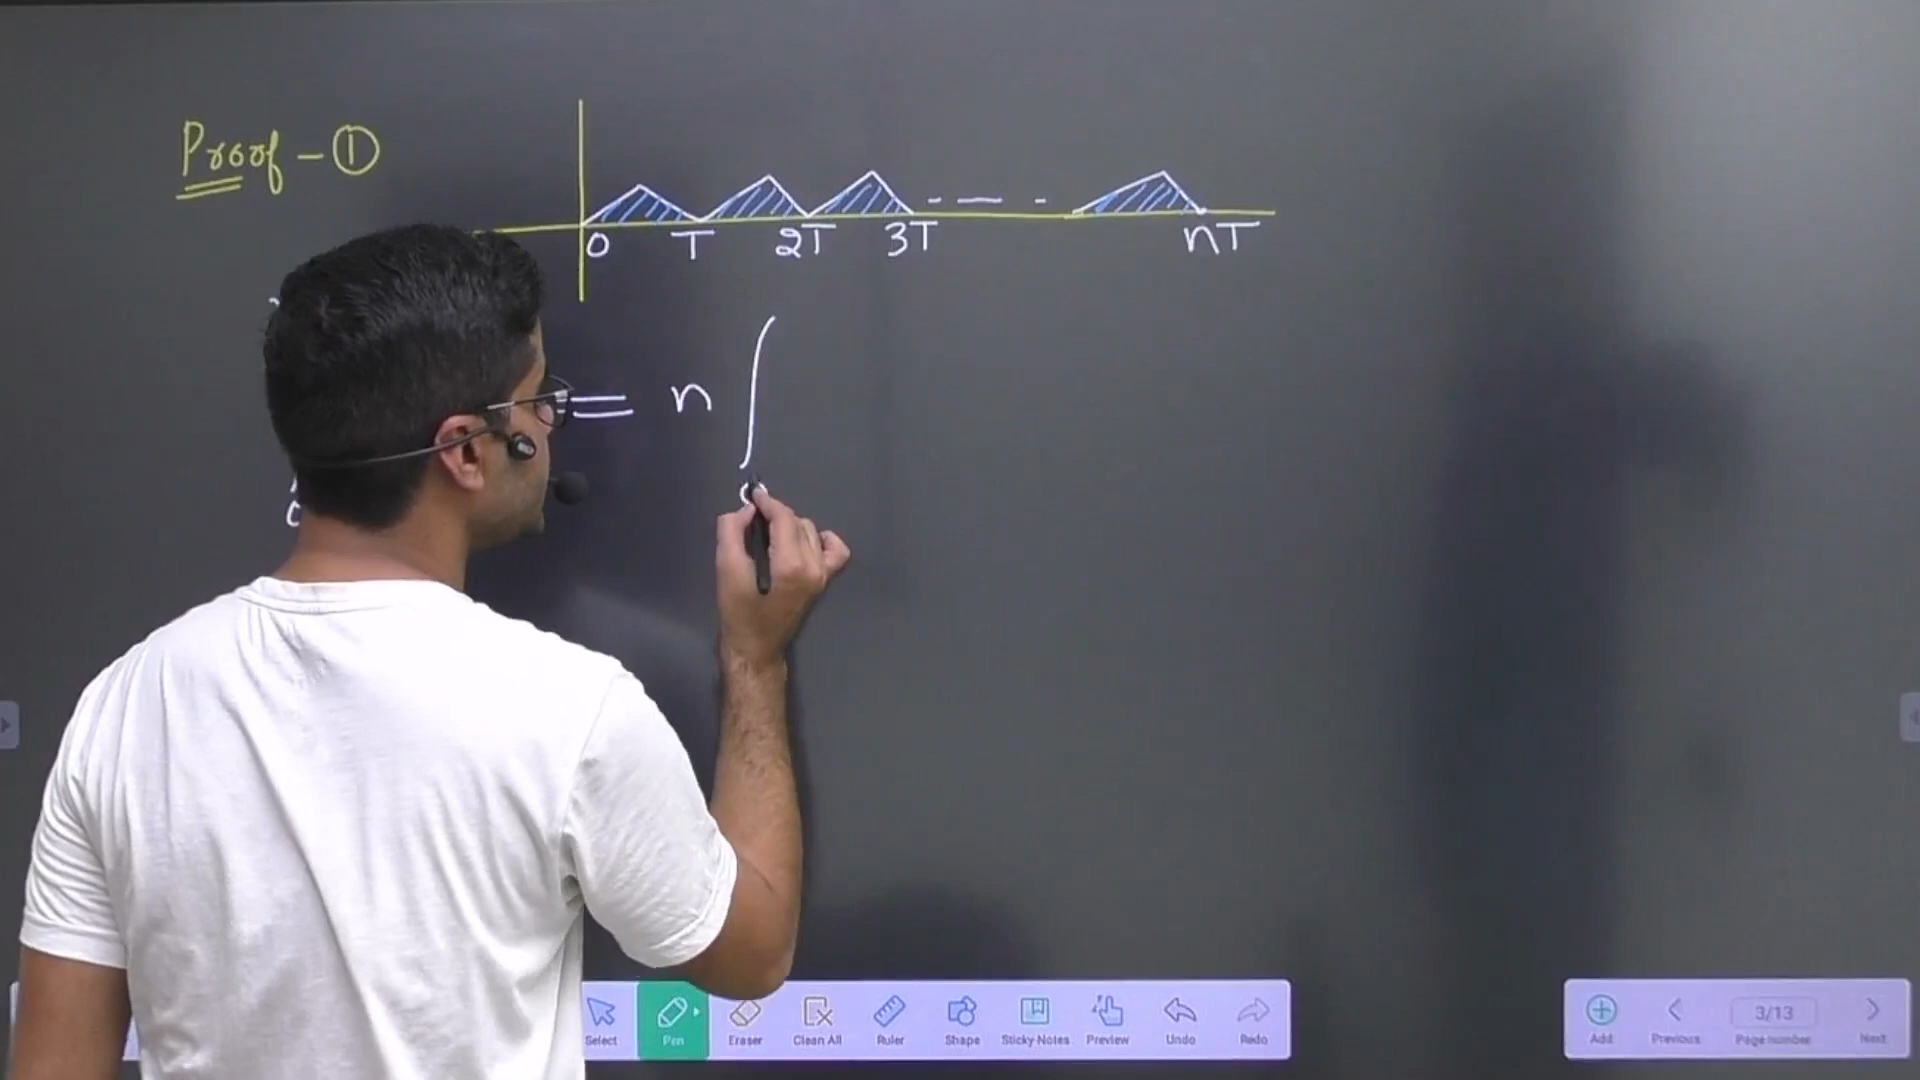 Proof - ①
0 T 2T 3T - — - nT
= n ∫
0
Select Pen Eraser Clean All Ruler Shape Sticky Notes Preview Undo Redo
Add Previous 3/13 Page number Next